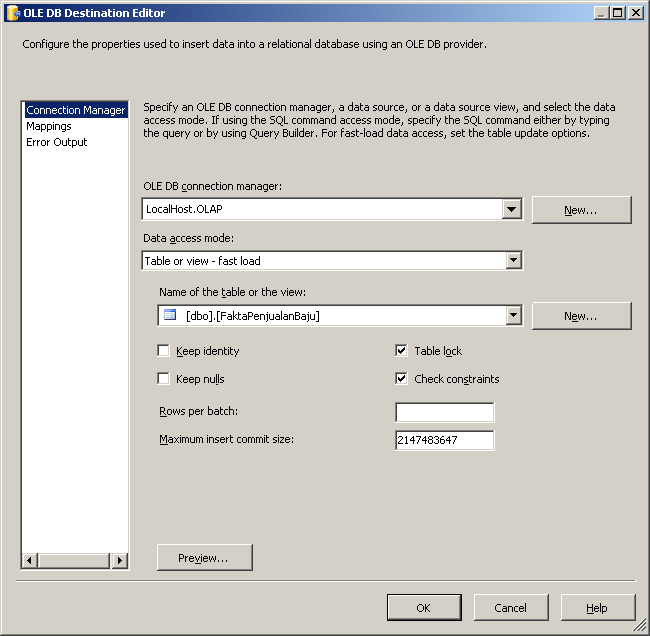 OLE DB Destination Editor
Configure the properties used to insert data into a relational database using an OLE DB provider.
Connection Manager
Mappings
Error Output
Specify an OLE DB connection manager, a data source, or a data source view, and select the data
access mode. If using the SQL command access mode, specify the SQL command either by typing
the query or by using Query Builder. For fast-load data access, set the table update options.
OLE DB connection manager:
LocalHost.OLAP
New...
Data access mode:
Table or view - fast load
Name of the table or the view:
[dbo].[FaktaPenjualanBaju]
New...
Keep identity
Table lock
Keep nulls
Check constraints
Rows per batch:
Maximum insert commit size:
2147483647
Preview...
OK
Cancel
Help